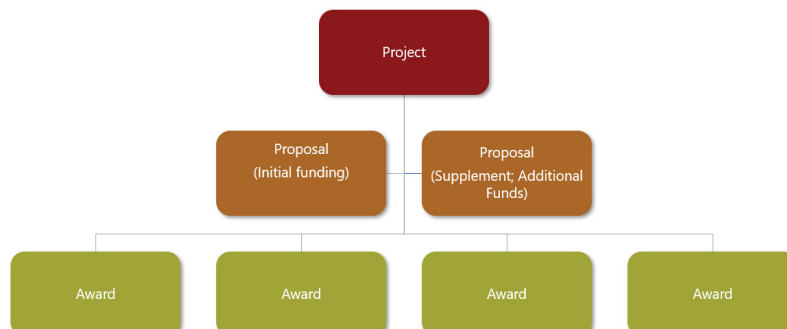 Project
Proposal
(Initial funding)
Proposal
(Supplement; Additional
Funds)
Award
Award
Award
Award